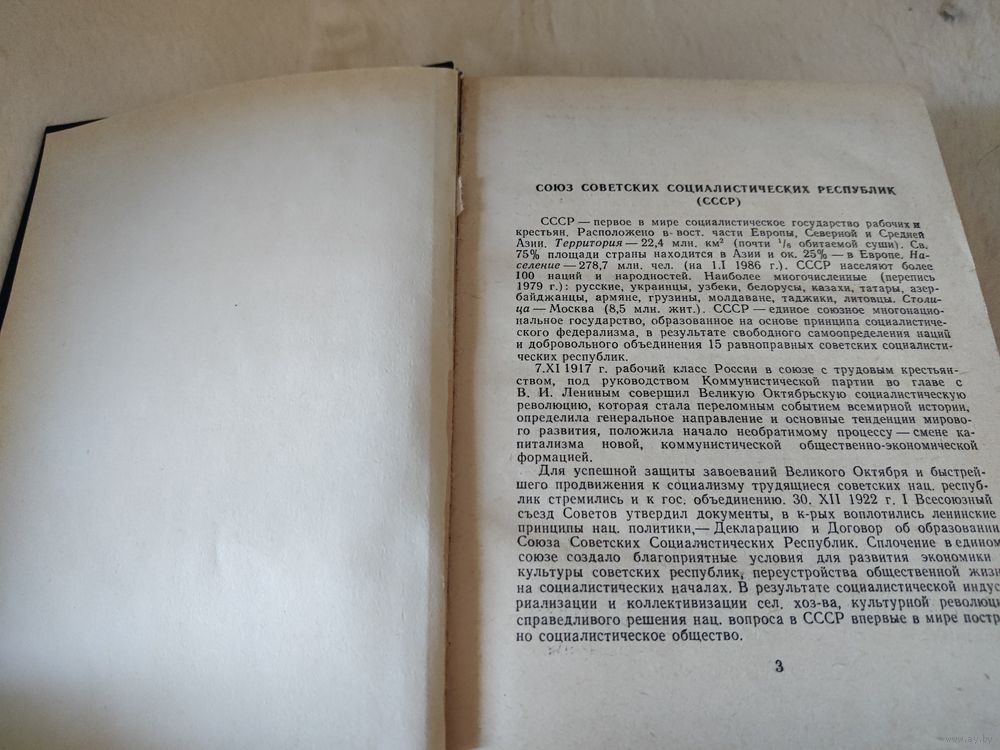 СОЮЗ СОВЕТСКИХ СОЦИАЛИСТИЧЕСКИХ РЕСПУБЛИК
(СССР)
СССР — первое в мире социалистическое государство рабочих и
крестьян. Расположено в вост. части Европы, Северной и Средней
Азии. Территория — 22,4 млн. км² (почти ¹/₆ обитаемой суши). Св.
75% площади страны находится в Азии и ок. 25% — в Европе. На-
селение — 278,7 млн. чел. (на 1.I 1986 г.). СССР населяют более
100 наций и народностей. Наиболее многочисленные (перепись
1979 г.): русские, украинцы, узбеки, белорусы, казахи, татары, азер-
байджанцы, армяне, грузины, молдаване, таджики, литовцы. Столи-
ца — Москва (8,5 млн. жит.). СССР — единое союзное многонацио-
нальное государство, образованное на основе принципа социалистиче-
ского федерализма, в результате свободного самоопределения наций
и добровольного объединения 15 равноправных советских социалисти-
ческих республик.
7.XI 1917 г. рабочий класс России в союзе с трудовым крестьян-
ством, под руководством Коммунистической партии во главе с
В. И. Лениным совершил Великую Октябрьскую социалистическую
революцию, которая стала переломным событием всемирной истории,
определила генеральное направление и основные тенденции мирово-
го развития, положила начало необратимому процессу — смене ка-
питализма новой, коммунистической общественно-экономической
формацией.
Для успешной защиты завоеваний Великого Октября и быстрей-
шего продвижения к социализму трудящиеся советских нац. респуб-
лик стремились и к гос. объединению. 30. XII 1922 г. I Всесоюзный
съезд Советов утвердил документы, в к-рых воплотились ленинские
принципы нац. политики,— Декларацию и Договор об образовании
Союза Советских Социалистических Республик. Сплочение в едином
союзе создало благоприятные условия для развития экономики
культуры советских республик, переустройства общественной жизн
на социалистических началах. В результате социалистической индус
риализации и коллективизации сел. хоз-ва, культурной революци
справедливого решения нац. вопроса в СССР впервые в мире постр
но социалистическое общество.
3
www.ay.by